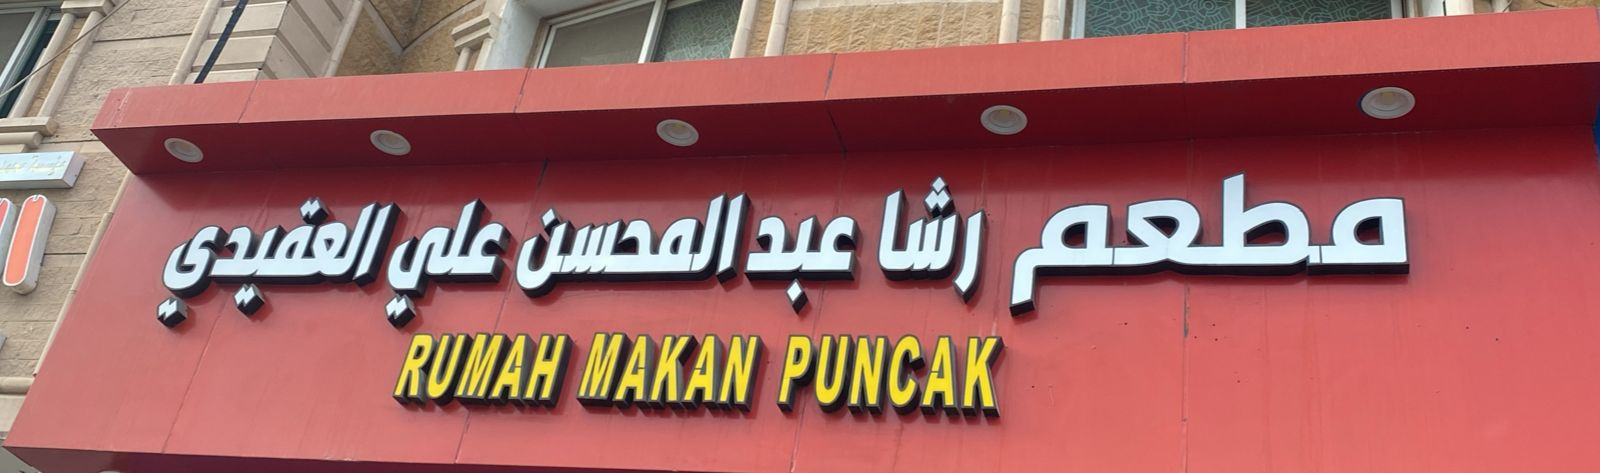 مطعم رشا عبد المحسن علي العقيدي
RUMAH MAKAN PUNCAK